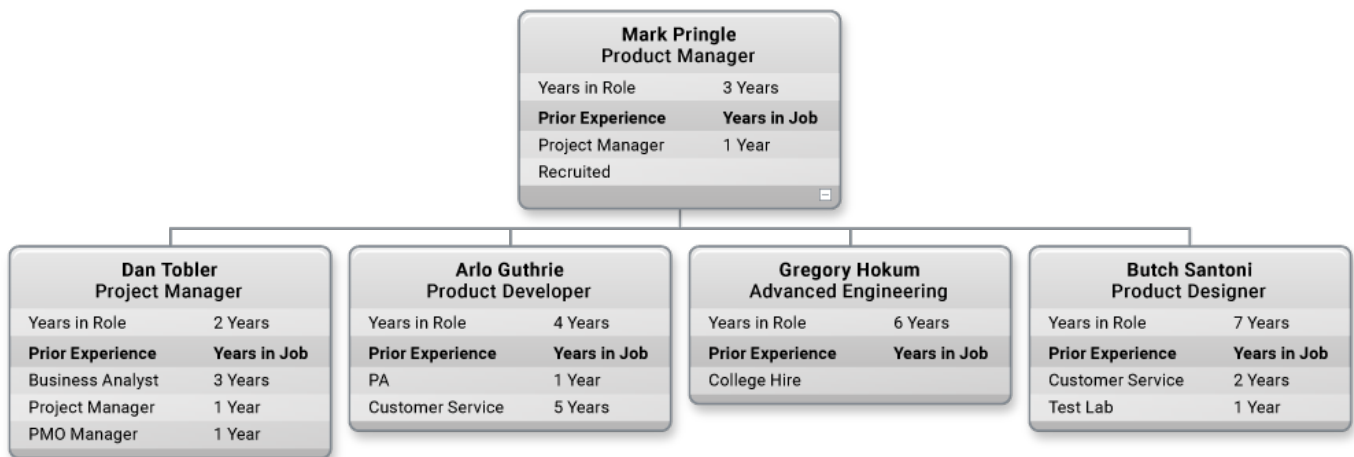 Mark Pringle
Product Manager
Years in Role 3 Years
Prior Experience Years in Job
Project Manager 1 Year
Recruited
Dan Tobler
Project Manager
Years in Role 2 Years
Prior Experience Years in Job
Business Analyst 3 Years
Project Manager 1 Year
PMO Manager 1 Year
Arlo Guthrie
Product Developer
Years in Role 4 Years
Prior Experience Years in Job
PA 1 Year
Customer Service 5 Years
Gregory Hokum
Advanced Engineering
Years in Role 6 Years
Prior Experience Years in Job
College Hire
Butch Santoni
Product Designer
Years in Role 7 Years
Prior Experience Years in Job
Customer Service 2 Years
Test Lab 1 Year